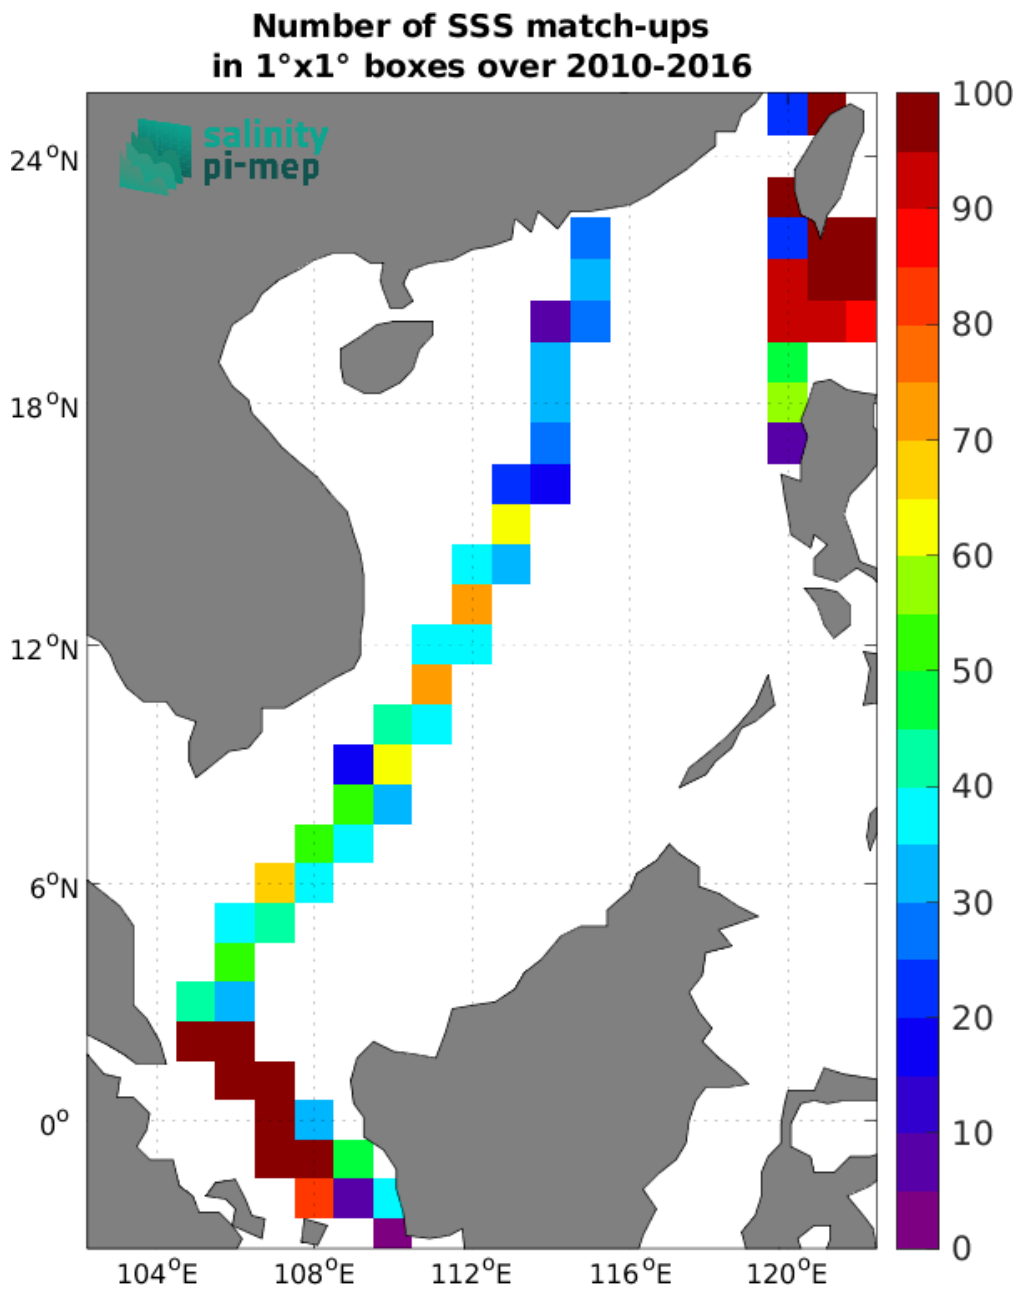 Number of SSS match-ups
in 1°x1° boxes over 2010-2016
salinity
pi-mep
24°N
18°N
12°N
6°N
0°
104°E
108°E
112°E
116°E
120°E
100
90
80
70
60
50
40
30
20
10
0